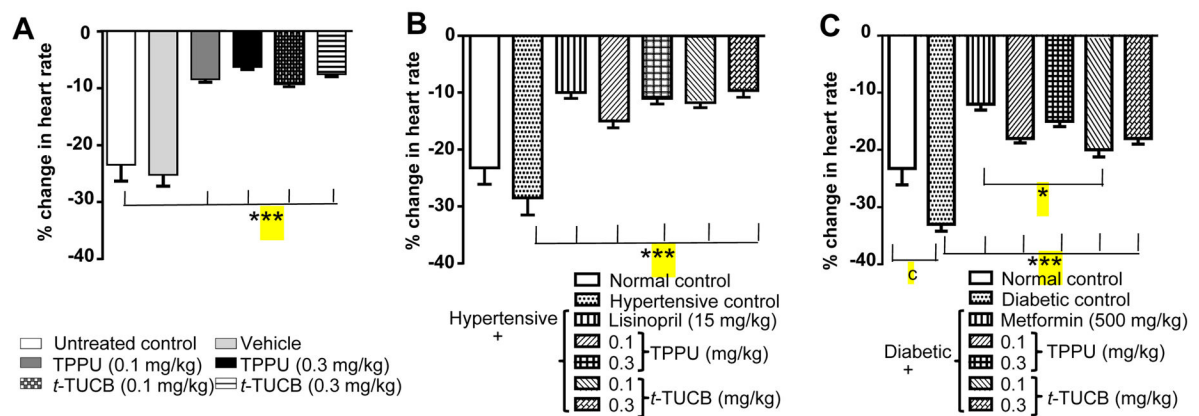 A
% change in heart rate
0
-10
-20
-30
-40
***
Untreated control
Vehicle
TPPU (0.1 mg/kg)
TPPU (0.3 mg/kg)
t-TUCB (0.1 mg/kg)
t-TUCB (0.3 mg/kg)
B
% change in heart rate
0
-10
-20
-30
-40
***
Normal control
Hypertensive control
Lisinopril (15 mg/kg)
Hypertensive
+
0.1
0.3
TPPU (mg/kg)
0.1
0.3
t-TUCB (mg/kg)
C
% change in heart rate
0
-10
-20
-30
-40
*
c
***
Normal control
Diabetic control
Metformin (500 mg/kg)
Diabetic
+
0.1
0.3
TPPU (mg/kg)
0.1
0.3
t-TUCB (mg/kg)